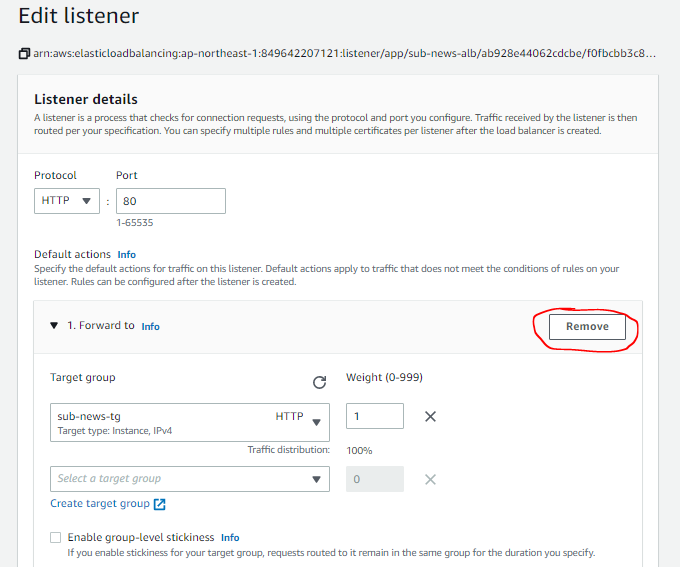 Edit listener
arn:aws:elasticloadbalancing:ap-northeast-1:849642207121:listener/app/sub-news-alb/ab928e44062cdcbe/f0fbcbb3c8...
Listener details
A listener is a process that checks for connection requests, using the protocol and port you configure. Traffic received by the listener is then
routed per your specification. You can specify multiple rules and multiple certificates per listener after the load balancer is created.
Protocol Port
HTTP : 80
1-65535
Default actions Info
Specify the default actions for traffic on this listener. Default actions apply to traffic that does not meet the conditions of rules on your
listener. Rules can be configured after the listener is created.
1. Forward to Info Remove
Target group Weight (0-999)
sub-news-tg HTTP 1
Target type: Instance, IPv4
Traffic distribution: 100%
Select a target group 0
Create target group
Enable group-level stickiness Info
If you enable stickiness for your target group, requests routed to it remain in the same group for the duration you specify.